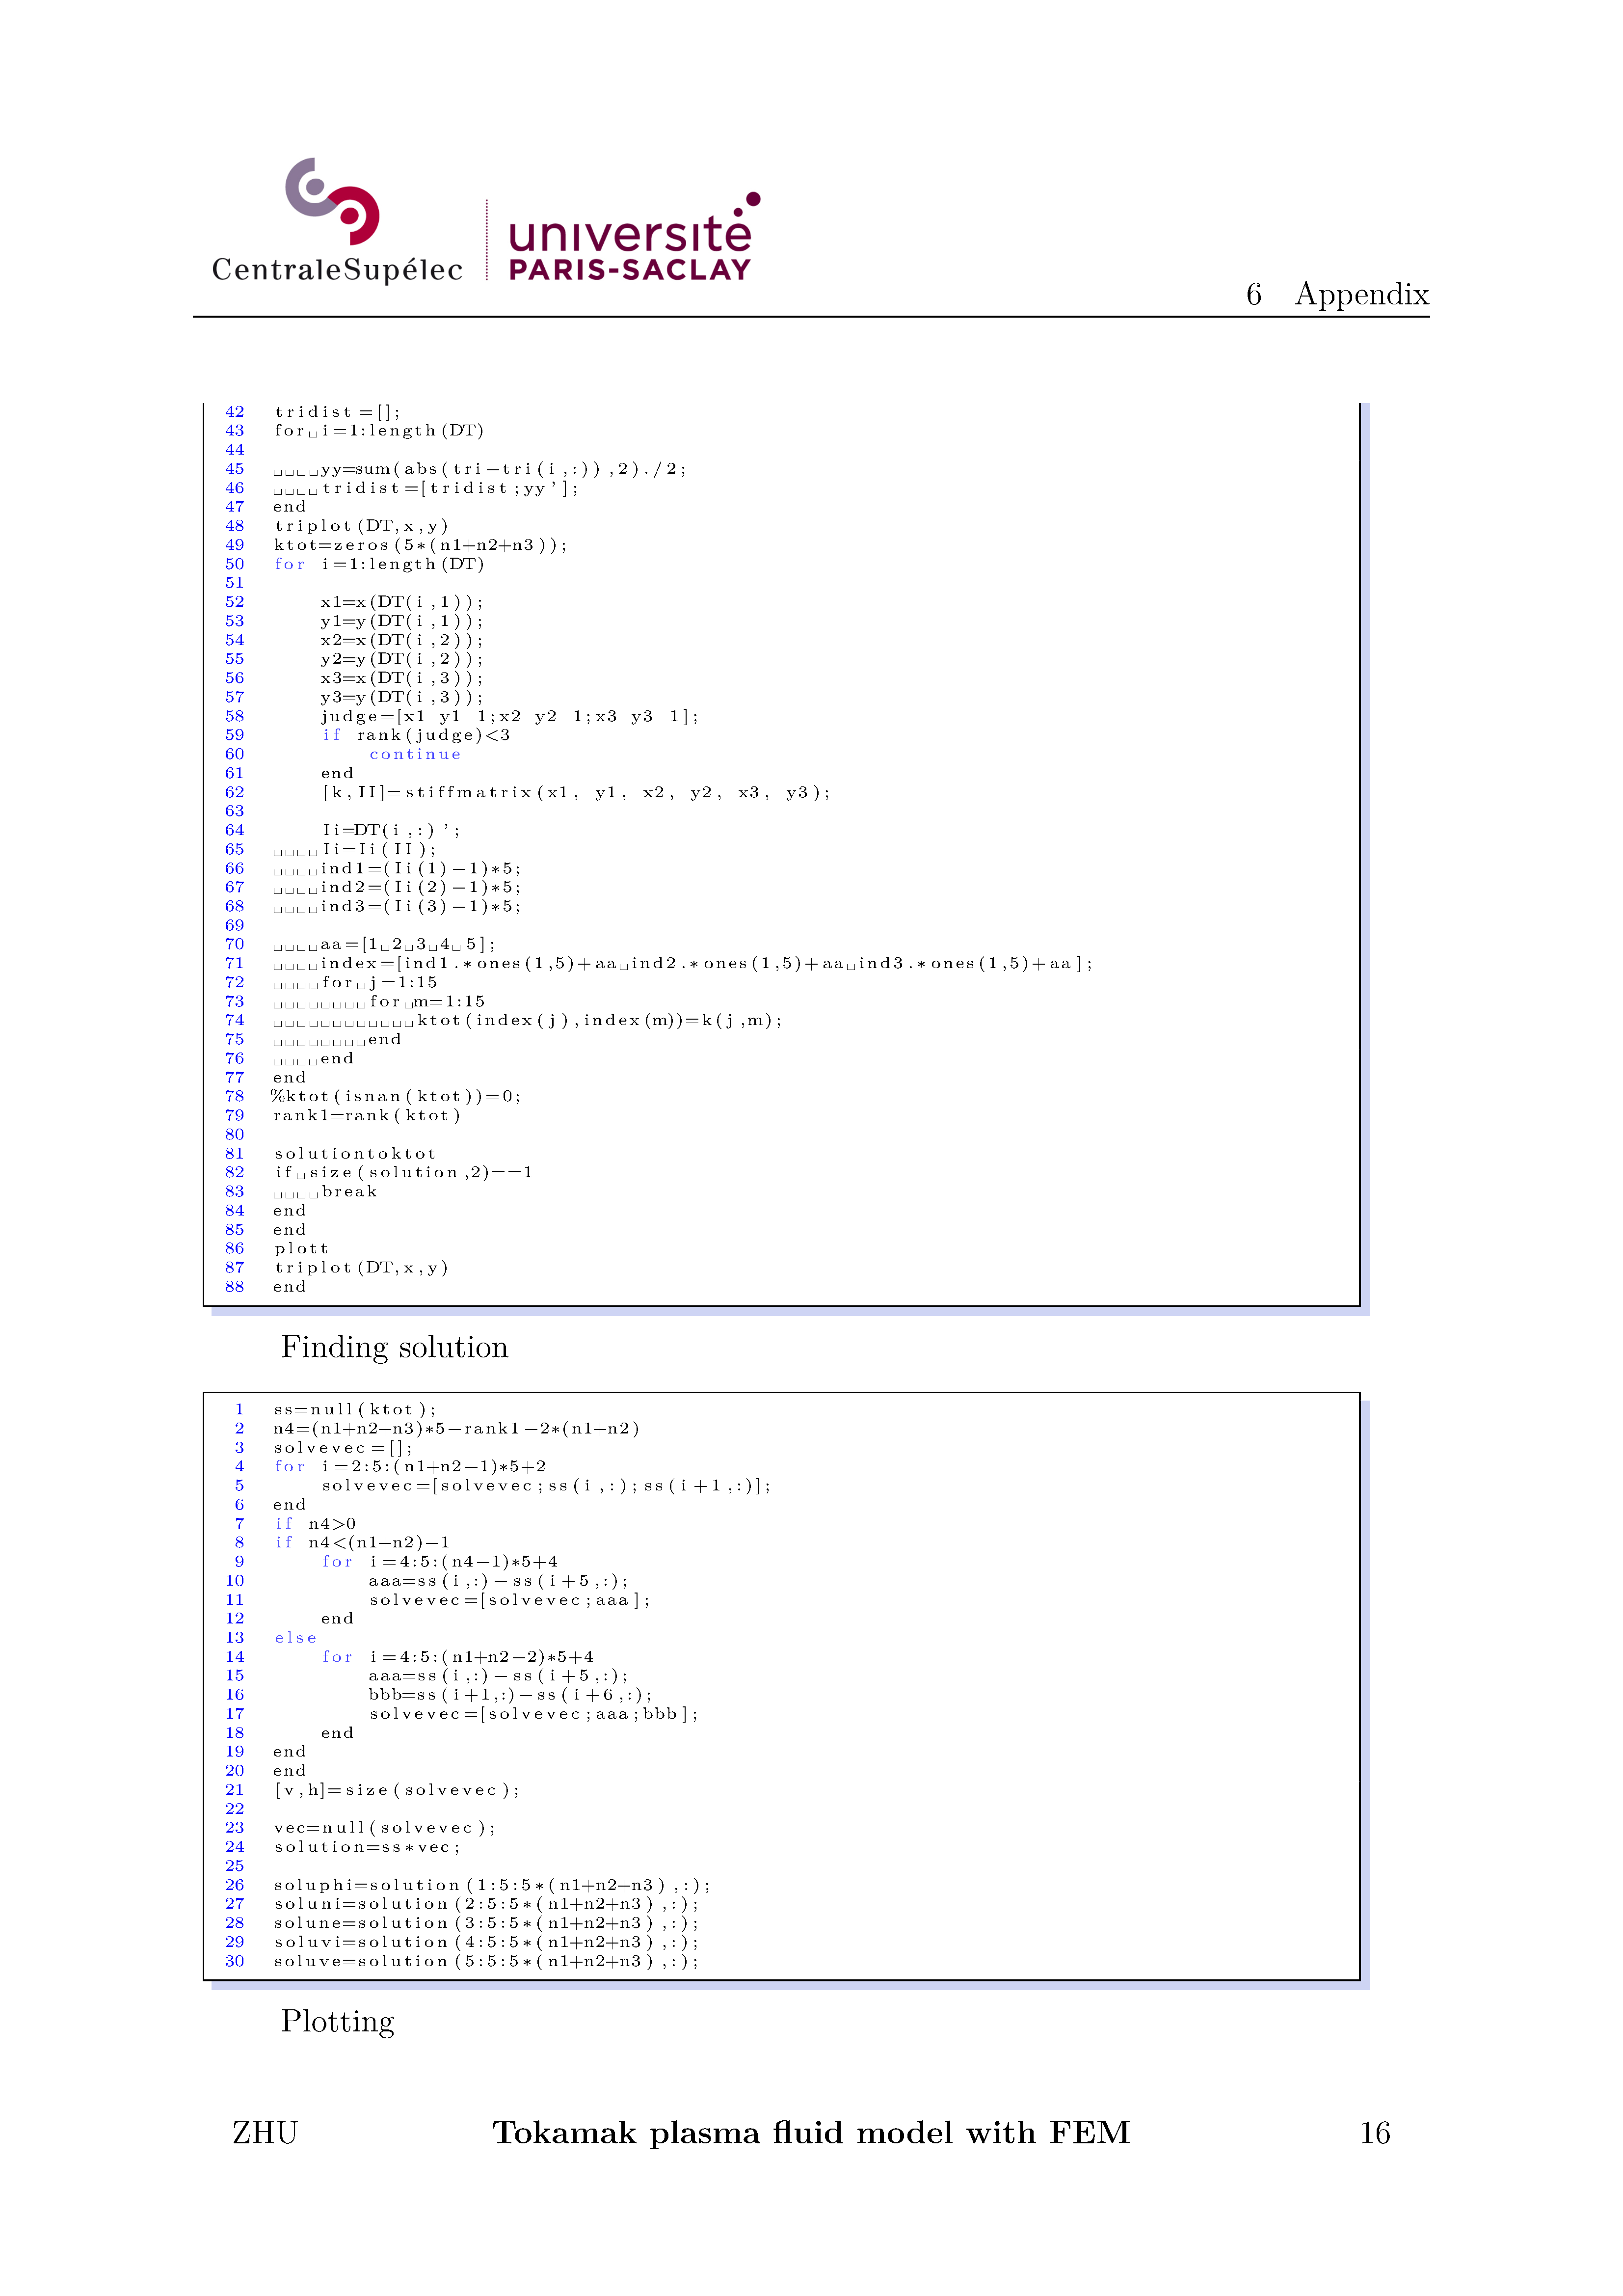 CentraleSupélec
université
PARIS-SACLAY
6 Appendix
42 tridist=[];
43 for␣i=1:length(DT)
44
45 ␣␣␣␣yy=sum(abs(tri-tri(i,:)),2)./2;
46 ␣␣␣␣tridist=[tridist;yy'];
47 end
48 triplot(DT,x,y)
49 ktot=zeros(5*(n1+n2+n3));
50 for i=1:length(DT)
51
52     x1=x(DT(i,1));
53     y1=y(DT(i,1));
54     x2=x(DT(i,2));
55     y2=y(DT(i,2));
56     x3=x(DT(i,3));
57     y3=y(DT(i,3));
58     judge=[x1 y1 1;x2 y2 1;x3 y3 1];
59     if rank(judge)<3
60         continue
61     end
62     [k,II]=stiffmatrix(x1, y1, x2, y2, x3, y3);
63
64     Ii=DT(i,:)';
65 ␣␣␣␣Ii=Ii(II);
66 ␣␣␣␣ind1=(Ii(1)-1)*5;
67 ␣␣␣␣ind2=(Ii(2)-1)*5;
68 ␣␣␣␣ind3=(Ii(3)-1)*5;
69
70 ␣␣␣␣aa=[1␣2␣3␣4␣5];
71 ␣␣␣␣index=[ind1.*ones(1,5)+aa␣ind2.*ones(1,5)+aa␣ind3.*ones(1,5)+aa];
72 ␣␣␣␣for␣j=1:15
73 ␣␣␣␣␣␣␣␣for␣m=1:15
74 ␣␣␣␣␣␣␣␣␣␣␣␣ktot(index(j),index(m))=k(j,m);
75 ␣␣␣␣␣␣␣␣end
76 ␣␣␣␣end
77 end
78 %ktot(isnan(ktot))=0;
79 rank1=rank(ktot)
80
81 solutiontoktot
82 if␣size(solution,2)==1
83 ␣␣␣␣break
84 end
85 end
86 plott
87 triplot(DT,x,y)
88 end
Finding solution
1 ss=null(ktot);
2 n4=(n1+n2+n3)*5-rank1-2*(n1+n2)
3 solvevec=[];
4 for i=2:5:(n1+n2-1)*5+2
5     solvevec=[solvevec;ss(i,:);ss(i+1,:)];
6 end
7 if n4>0
8 if n4<(n1+n2)-1
9     for i=4:5:(n4-1)*5+4
10         aaa=ss(i,:)-ss(i+5,:);
11         solvevec=[solvevec;aaa];
12     end
13 else
14     for i=4:5:(n1+n2-2)*5+4
15         aaa=ss(i,:)-ss(i+5,:);
16         bbb=ss(i+1,:)-ss(i+6,:);
17         solvevec=[solvevec;aaa;bbb];
18     end
19 end
20 end
21 [v,h]=size(solvevec);
22
23 vec=null(solvevec);
24 solution=ss*vec;
25
26 soluphi=solution(1:5:5*(n1+n2+n3),:);
27 soluni=solution(2:5:5*(n1+n2+n3),:);
28 solune=solution(3:5:5*(n1+n2+n3),:);
29 soluvi=solution(4:5:5*(n1+n2+n3),:);
30 soluve=solution(5:5:5*(n1+n2+n3),:);
Plotting
ZHU Tokamak plasma fluid model with FEM 16